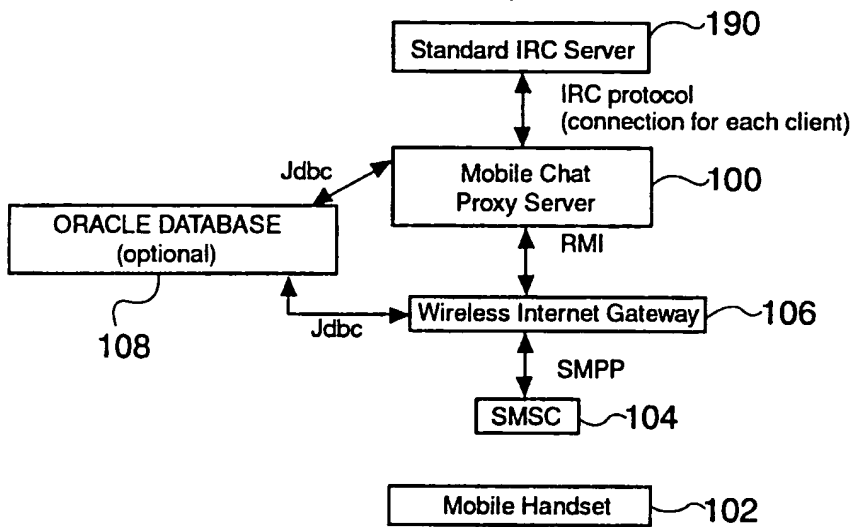 190
Standard IRC Server
IRC protocol
(connection for each client)
Jdbc
Mobile Chat
Proxy Server
100
ORACLE DATABASE
(optional)
RMI
108
Jdbc
Wireless Internet Gateway
106
SMPP
SMSC
104
Mobile Handset
102